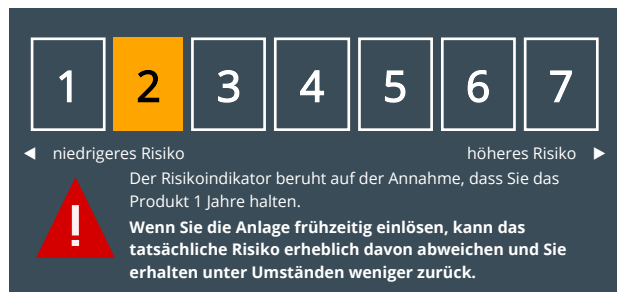 1 2 3 4 5 6 7
niedrigeres Risiko höheres Risiko
Der Risikoindikator beruht auf der Annahme, dass Sie das
Produkt 1 Jahre halten.
Wenn Sie die Anlage frühzeitig einlösen, kann das
tatsächliche Risiko erheblich davon abweichen und Sie
erhalten unter Umständen weniger zurück.